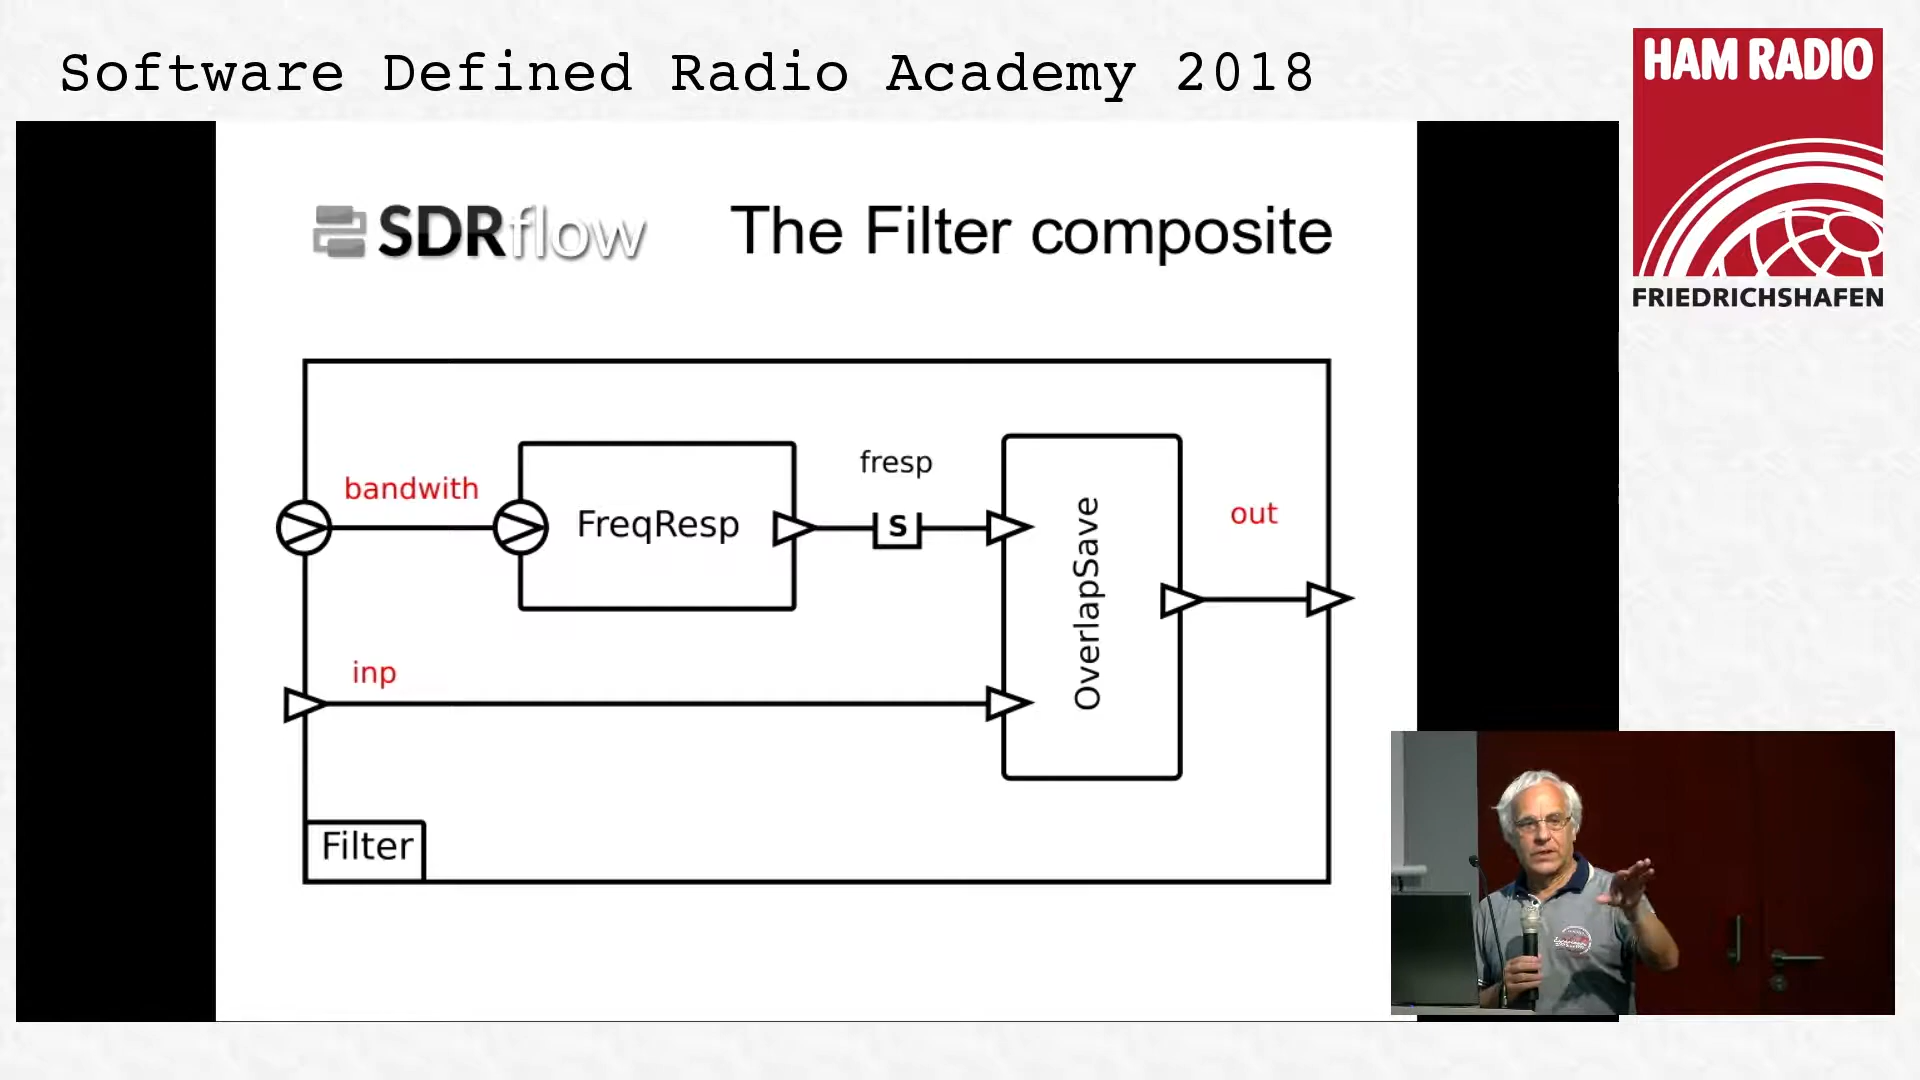 Software Defined Radio Academy 2018
HAM RADIO
FRIEDRICHSHAFEN
SDRflow
The Filter composite
bandwith
FreqResp
fresp
S
OverlapSave
out
inp
Filter